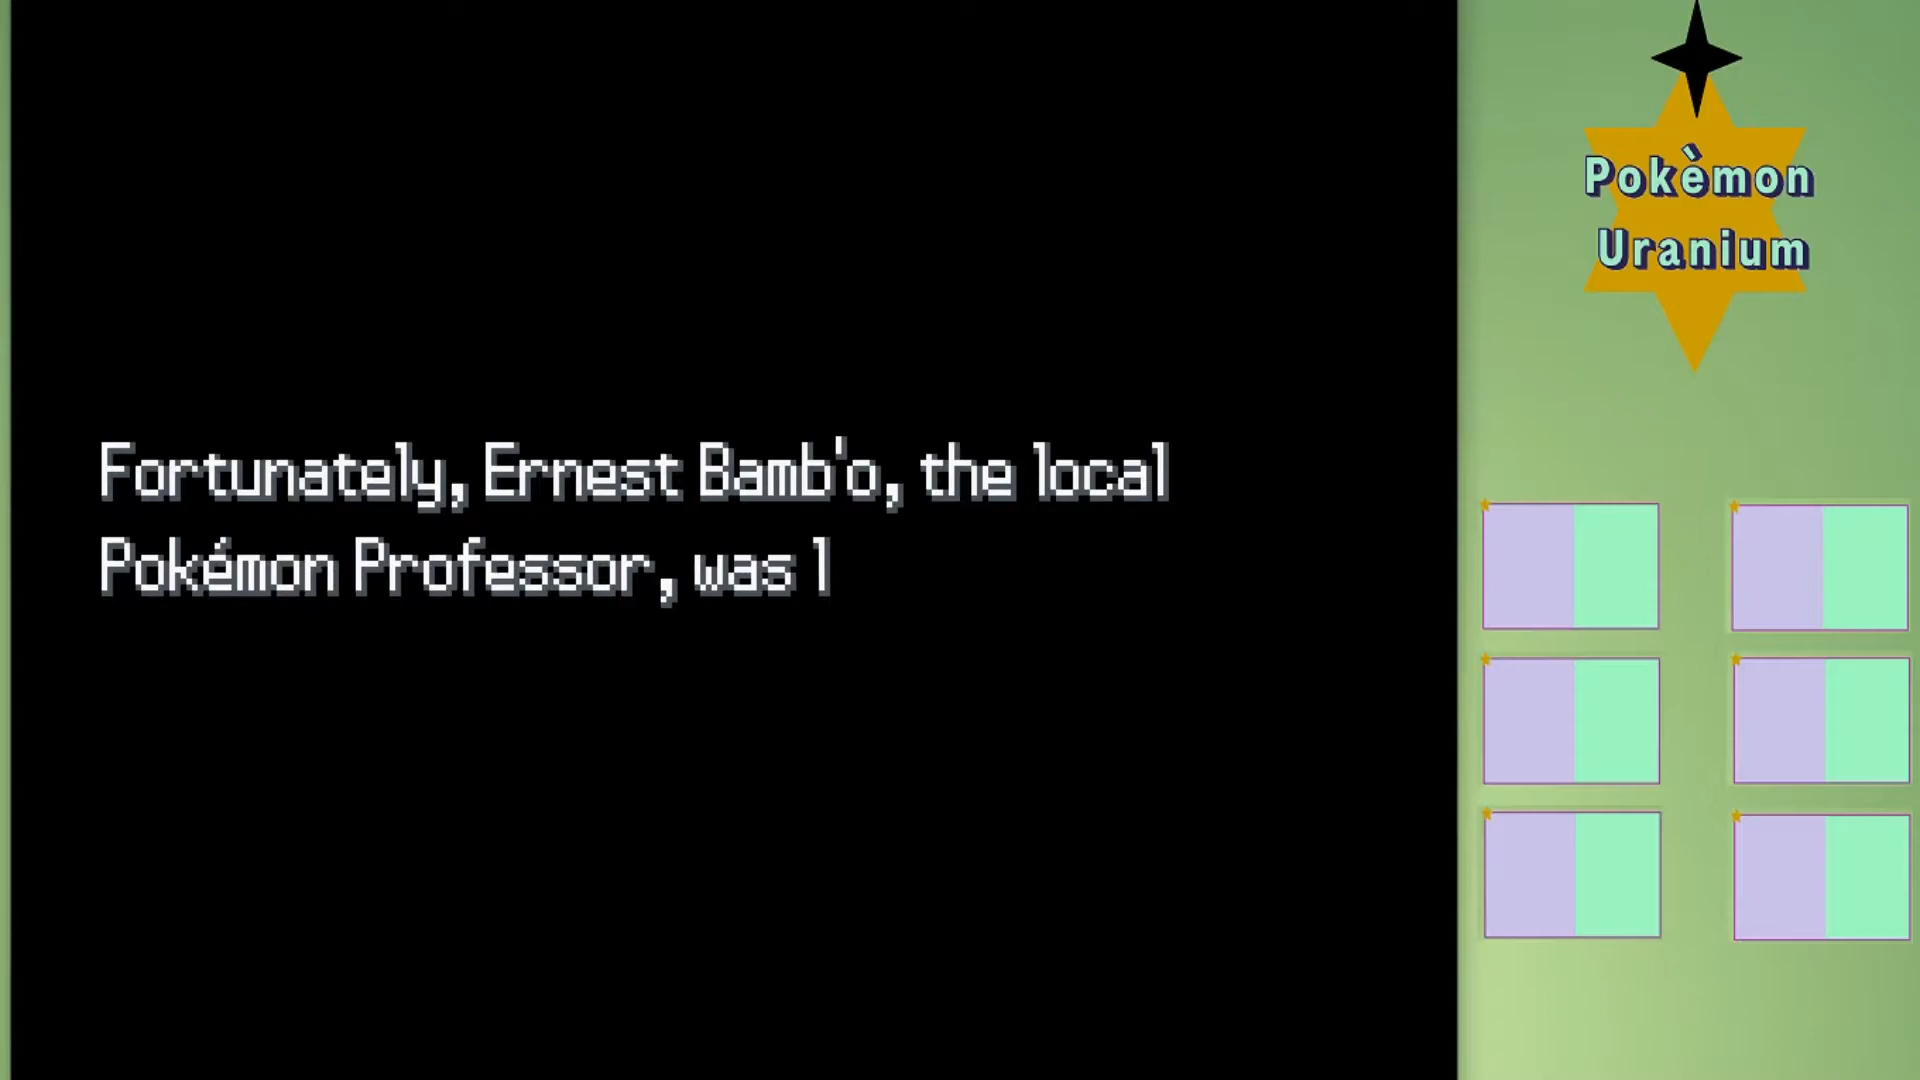 Fortunately, Ernest Bamb'o, the local
Pokémon Professor, was l
Pokèmon
Uranium